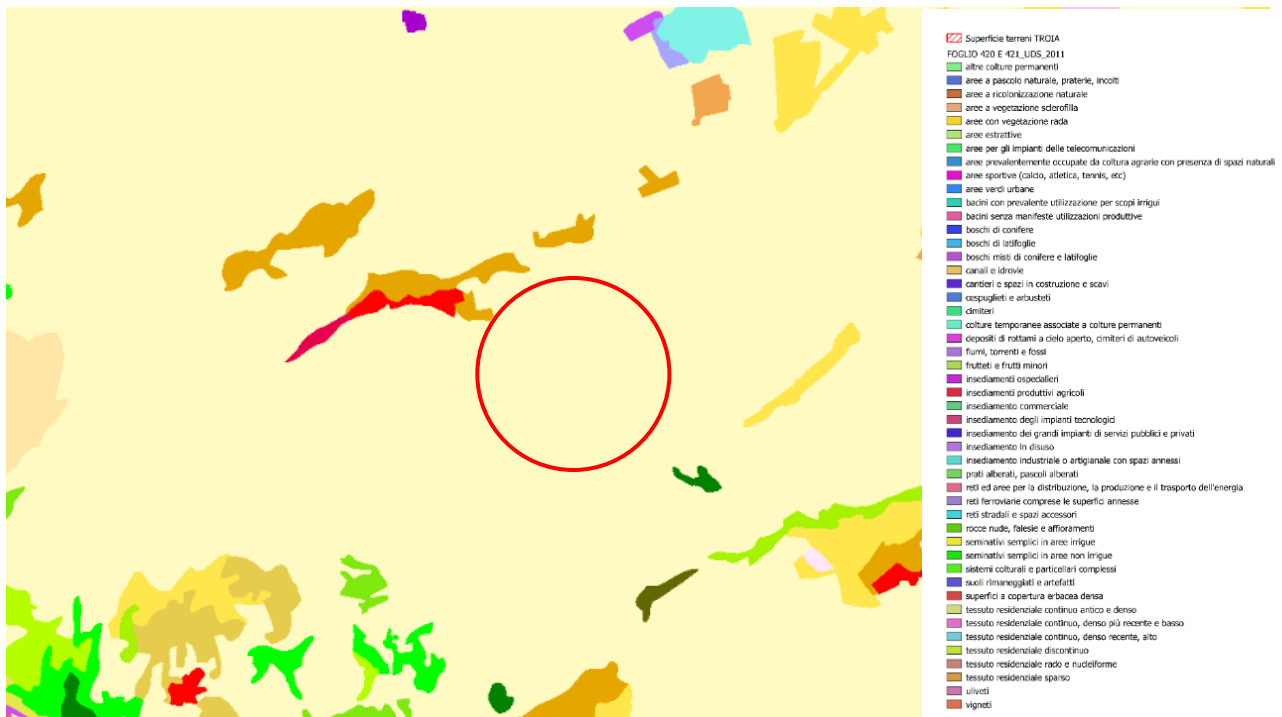 Superficie terreni TROIA
FOGLIO 420 E 421_UDS_2011
altre colture permanenti
aree a pascolo naturale, praterie, incolti
aree a ricolonizzazione naturale
aree a vegetazione sclerofilla
aree con vegetazione rada
aree estrattive
aree per gli impianti delle telecomunicazioni
aree prevalentemente occupate da coltura agrarie con presenza di spazi naturali
aree sportive (calcio, atletica, tennis, etc)
aree verdi urbane
bacini con prevalente utilizzazione per scopi irrigui
bacini senza manifeste utilizzazioni produttive
boschi di conifere
boschi di latifoglie
boschi misti di conifere e latifoglie
canali e idrovie
cantieri e spazi in costruzione e scavi
cespuglieti e arbusteti
cimiteri
colture temporanee associate a colture permanenti
depositi di rottami a cielo aperto, cimiteri di autoveicoli
fiumi, torrenti e fossi
frutteti e frutti minori
insediamenti ospedalieri
insediamenti produttivi agricoli
insediamento commerciale
insediamento degli impianti tecnologici
insediamento dei grandi impianti di servizi pubblici e privati
insediamento in disuso
insediamento industriale o artigianale con spazi annessi
prati alberati, pascoli alberati
reti ed aree per la distribuzione, la produzione e il trasporto dell'energia
reti ferroviarie comprese le superfici annesse
reti stradali e spazi accessori
rocce nude, falesie e affioramenti
seminativi semplici in aree irrigue
seminativi semplici in aree non irrigue
sistemi colturali e particellari complessi
suoli rimaneggiati e artefatti
superfici a copertura erbacea densa
tessuto residenziale continuo antico e denso
tessuto residenziale continuo, denso più recente e basso
tessuto residenziale continuo, denso recente, alto
tessuto residenziale discontinuo
tessuto residenziale rado e nucleiforme
tessuto residenziale sparso
uliveti
vigneti